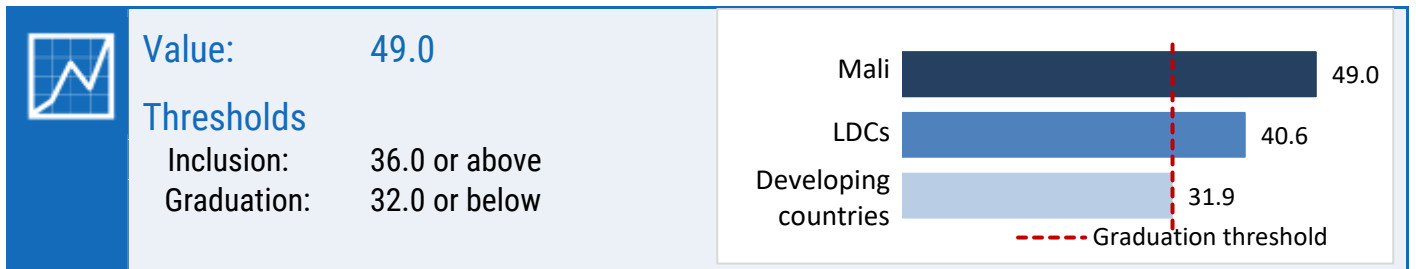 Value: 49.0
Thresholds
Inclusion: 36.0 or above
Graduation: 32.0 or below
Mali 49.0
LDCs 40.6
Developing
countries 31.9
Graduation threshold